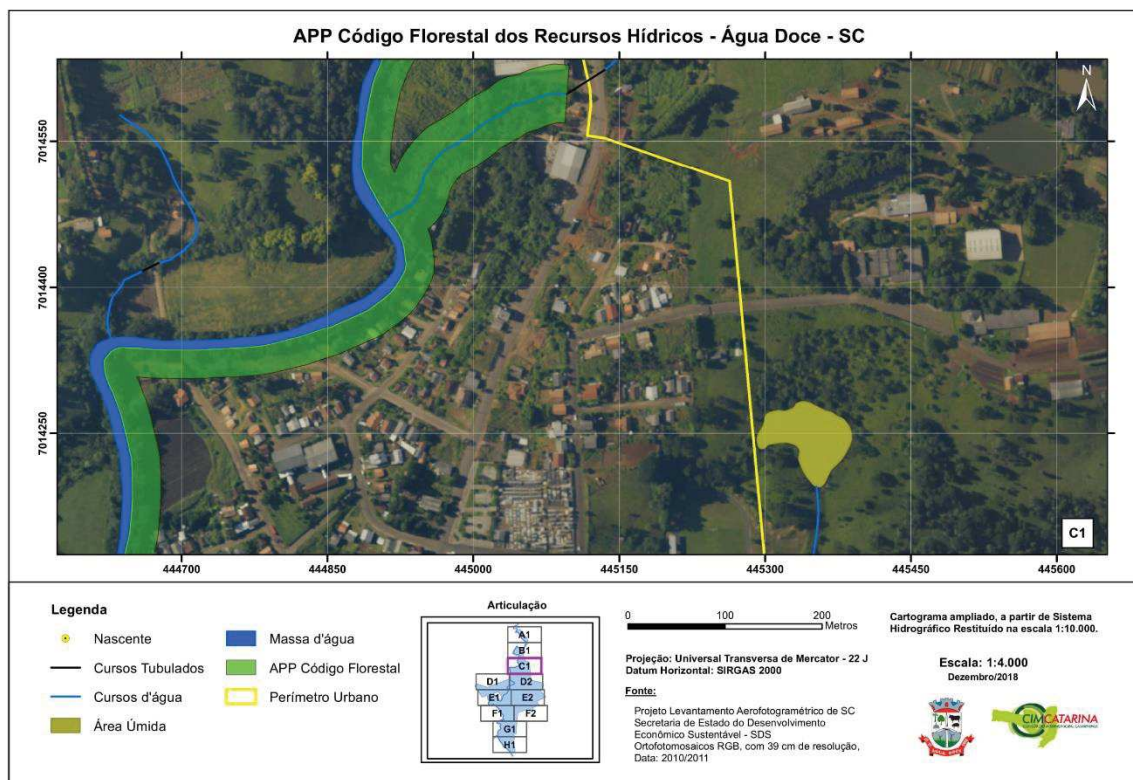 APP Código Florestal dos Recursos Hídricos - Água Doce - SC
N
7014550
7014400
7014250
C1
444700
444850
445000
445150
445300
445450
445600
Legenda
Nascente
Cursos Tubulados
Cursos d'água
Área Úmida
Massa d'água
APP Código Florestal
Perímetro Urbano
Articulação
A1
B1
C1
D1
D2
E1
E2
F1
F2
G1
H1
0
100
200
Metros
Projeção: Universal Transversa de Mercator - 22 J
Datum Horizontal: SIRGAS 2000
Fonte:
Projeto Levantamento Aerofotogramétrico de SC
Secretaria de Estado do Desenvolvimento
Econômico Sustentável - SDS
Ortofotomosaicos RGB, com 39 cm de resolução,
Data: 2010/2011
Cartograma ampliado, a partir de Sistema
Hidrográfico Restituído na escala 1:10.000.
Escala: 1:4.000
Dezembro/2018
CIMCATARINA